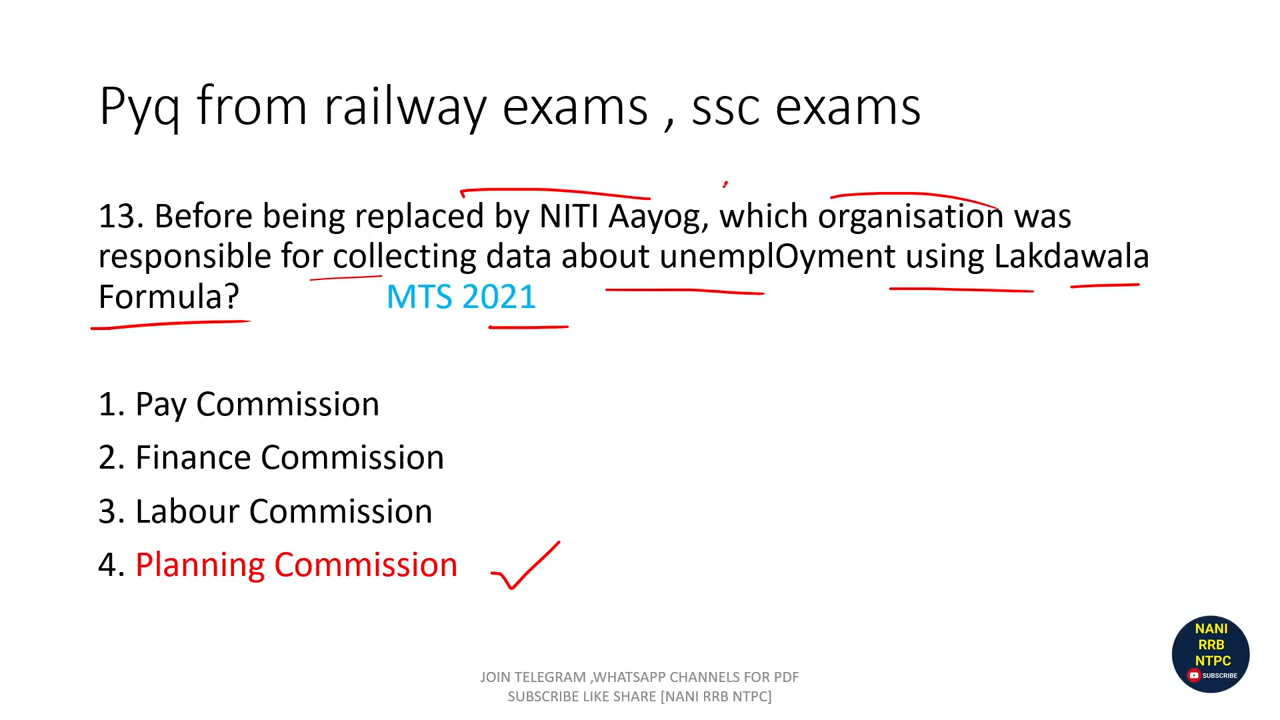 Pyq from railway exams , ssc exams
13. Before being replaced by NITI Aayog, which organisation was
responsible for collecting data about unemplOyment using Lakdawala
Formula? MTS 2021
1. Pay Commission
2. Finance Commission
3. Labour Commission
4. Planning Commission
NANI
RRB
NTPC
SUBSCRIBE
JOIN TELEGRAM ,WHATSAPP CHANNELS FOR PDF
SUBSCRIBE LIKE SHARE [NANI RRB NTPC]